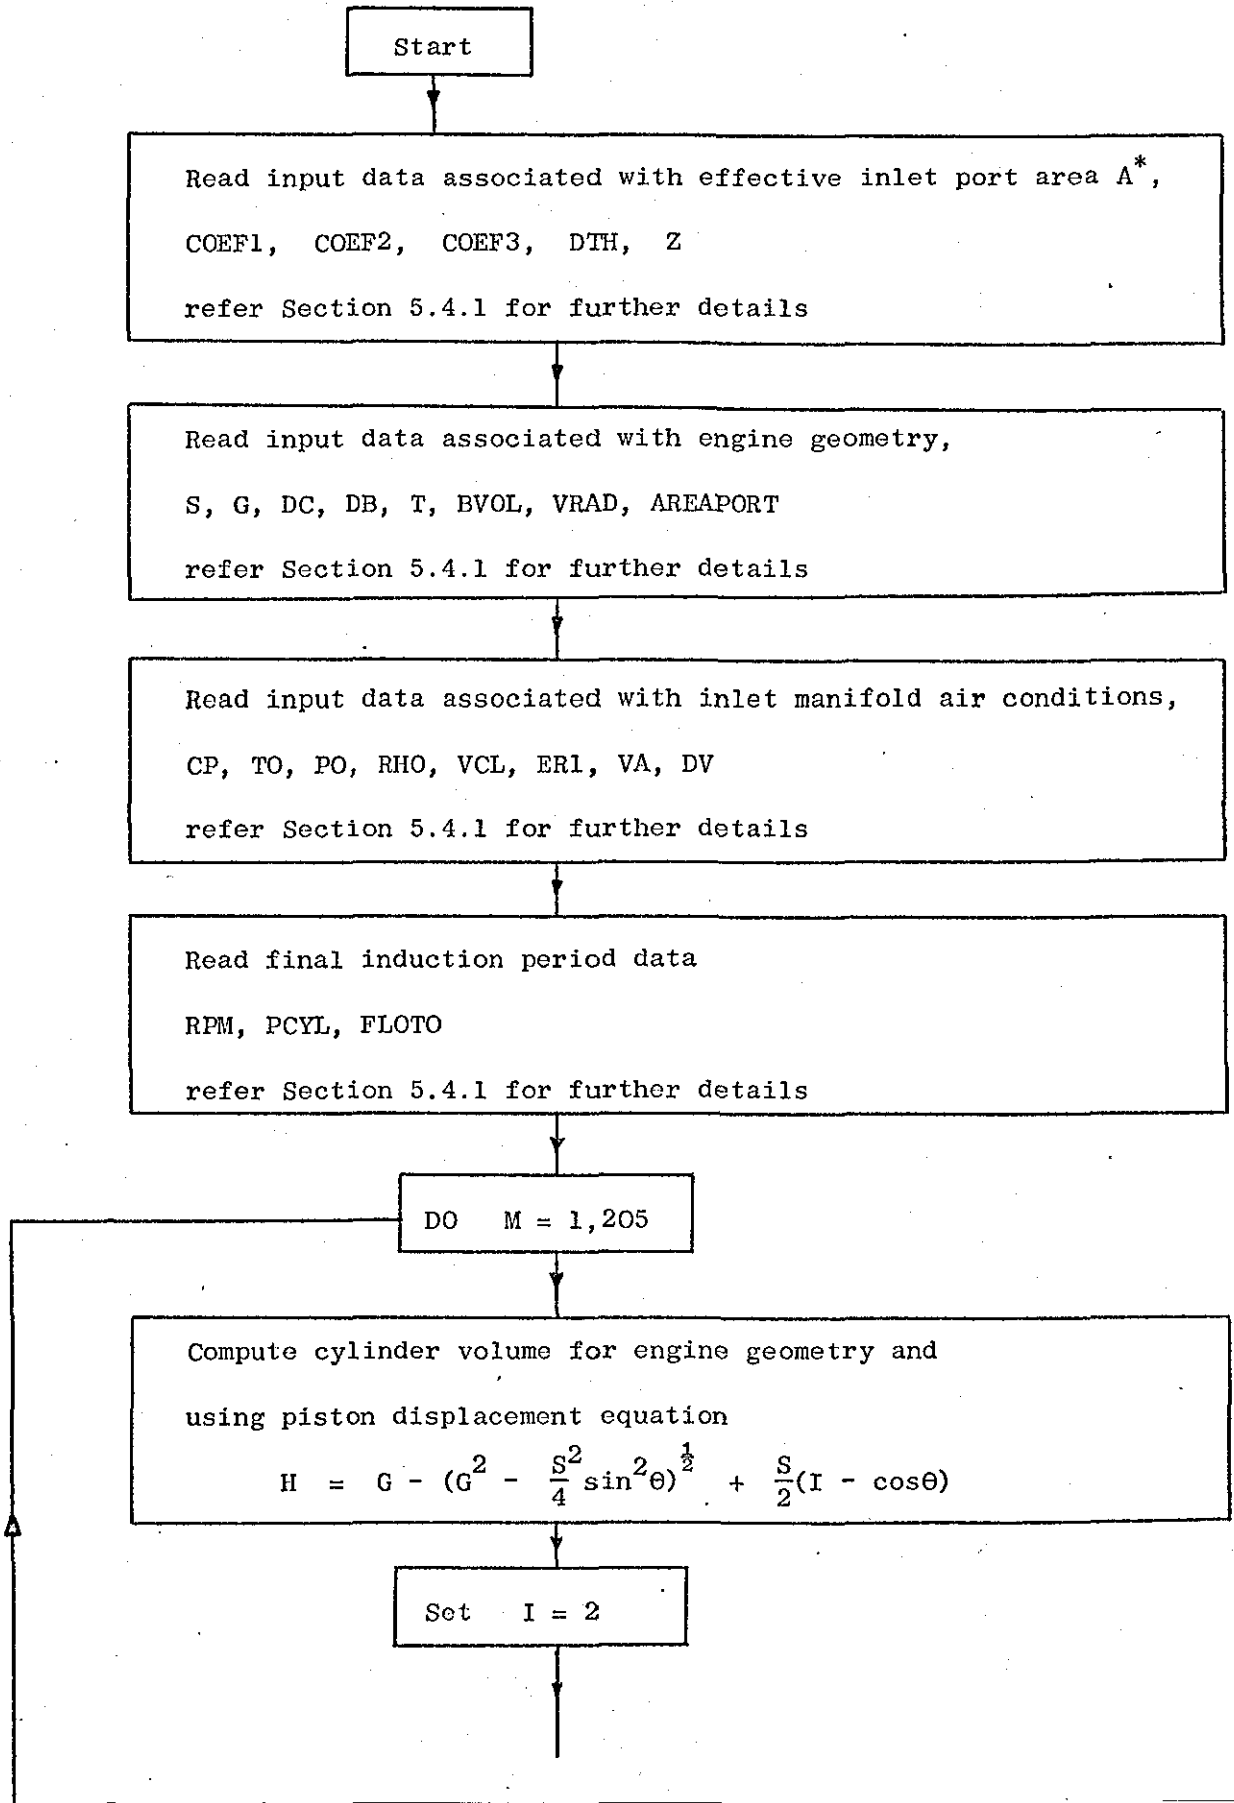 Start
Read input data associated with effective inlet port area A*,
COEF1, COEF2, COEF3, DTH, Z
refer Section 5.4.1 for further details
Read input data associated with engine geometry,
S, G, DC, DB, T, BVOL, VRAD, AREAPORT
refer Section 5.4.1 for further details
Read input data associated with inlet manifold air conditions,
CP, TO, PO, RHO, VCL, ER1, VA, DV
refer Section 5.4.1 for further details
Read final induction period data
RPM, PCYL, FLOTO
refer Section 5.4.1 for further details
DO M = 1,205
Compute cylinder volume for engine geometry and
using piston displacement equation
H = G - (G² - S²/4 sin²θ)^½ + S/2(I - cosθ)
Set I = 2